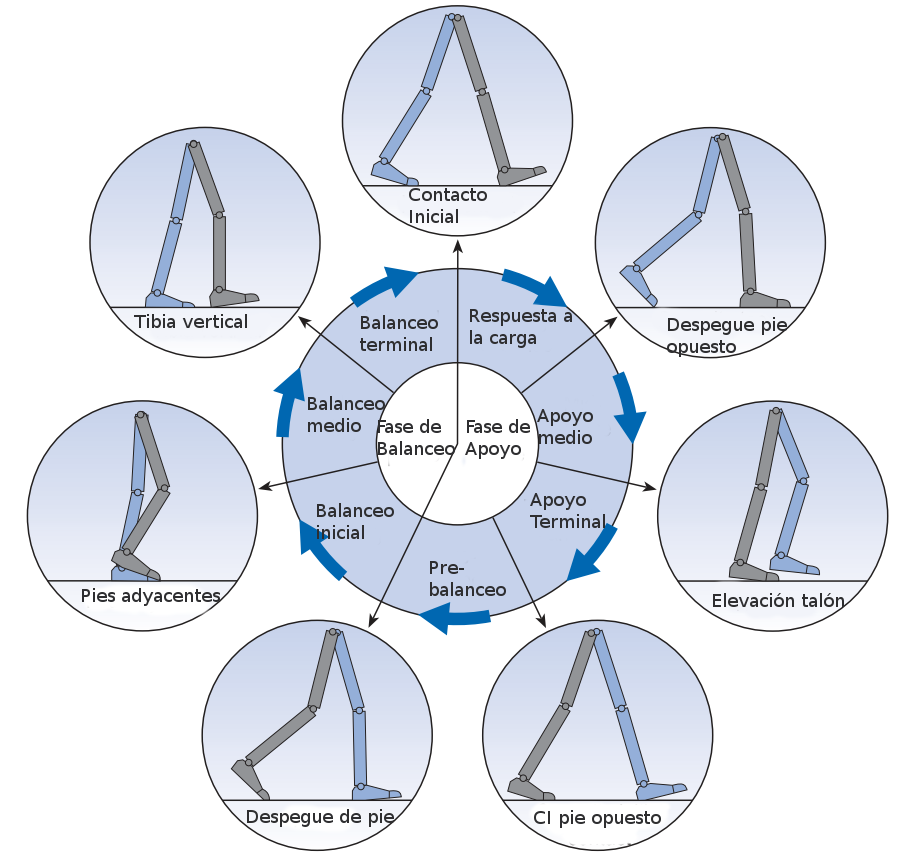 Contacto
Inicial
Tibia vertical
Despegue pie
opuesto
Balanceo
terminal
Respuesta a
la carga
Balanceo
medio
Fase de
Balanceo
Fase de
Apoyo
Apoyo
medio
Balanceo
inicial
Apoyo
Terminal
Pre-
balanceo
Pies adyacentes
Elevación talón
Despegue de pie
CI pie opuesto